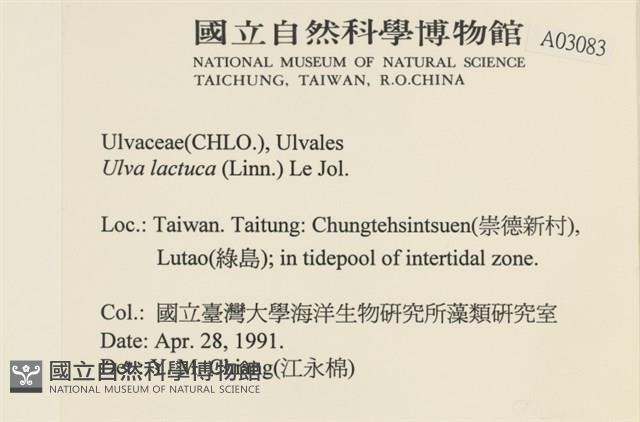 國立自然科學博物館
A03083
NATIONAL MUSEUM OF NATURAL SCIENCE
TAICHUNG, TAIWAN, R.O.CHINA
Ulvaceae(CHLO.), Ulvales
Ulva lactuca (Linn.) Le Jol.
Loc.: Taiwan. Taitung: Chungtehsintsuen(崇德新村),
Lutao(綠島); in tidepool of intertidal zone.
Col.: 國立臺灣大學海洋生物研究所藻類研究室
Date: Apr. 28, 1991.
Det.: Y. M. Chiang(江永棉)
國立自然科學博物館
NATIONAL MUSEUM OF NATURAL SCIENCE